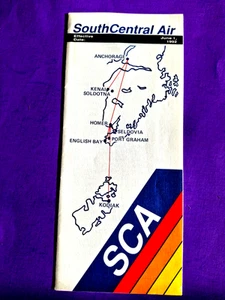 SouthCentral Air
Effective Date: June 1, 1982
ANCHORAGE
KENAI
SOLDOTNA
HOMER
SELDOVIA
ENGLISH BAY
PORT GRAHAM
KODIAK
SCA